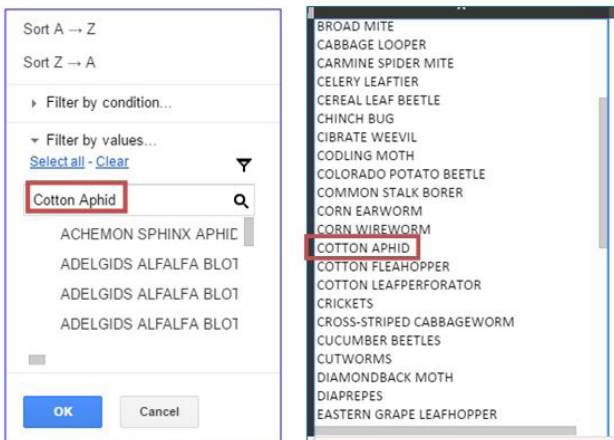 Sort A → Z
Sort Z → A
Filter by condition...
Filter by values...
Select all - Clear
Cotton Aphid
ACHEMON SPHINX APHID
ADELGIDS ALFALFA BLOT
ADELGIDS ALFALFA BLOT
ADELGIDS ALFALFA BLOT
OK Cancel
BROAD MITE
CABBAGE LOOPER
CARMINE SPIDER MITE
CELERY LEAFTIER
CEREAL LEAF BEETLE
CHINCH BUG
CIBRATE WEEVIL
CODLING MOTH
COLORADO POTATO BEETLE
COMMON STALK BORER
CORN EARWORM
CORN WIREWORM
COTTON APHID
COTTON FLEAHOPPER
COTTON LEAFPERFORATOR
CRICKETS
CROSS-STRIPED CABBAGEWORM
CUCUMBER BEETLES
CUTWORMS
DIAMONDBACK MOTH
DIAPREPES
EASTERN GRAPE LEAFHOPPER